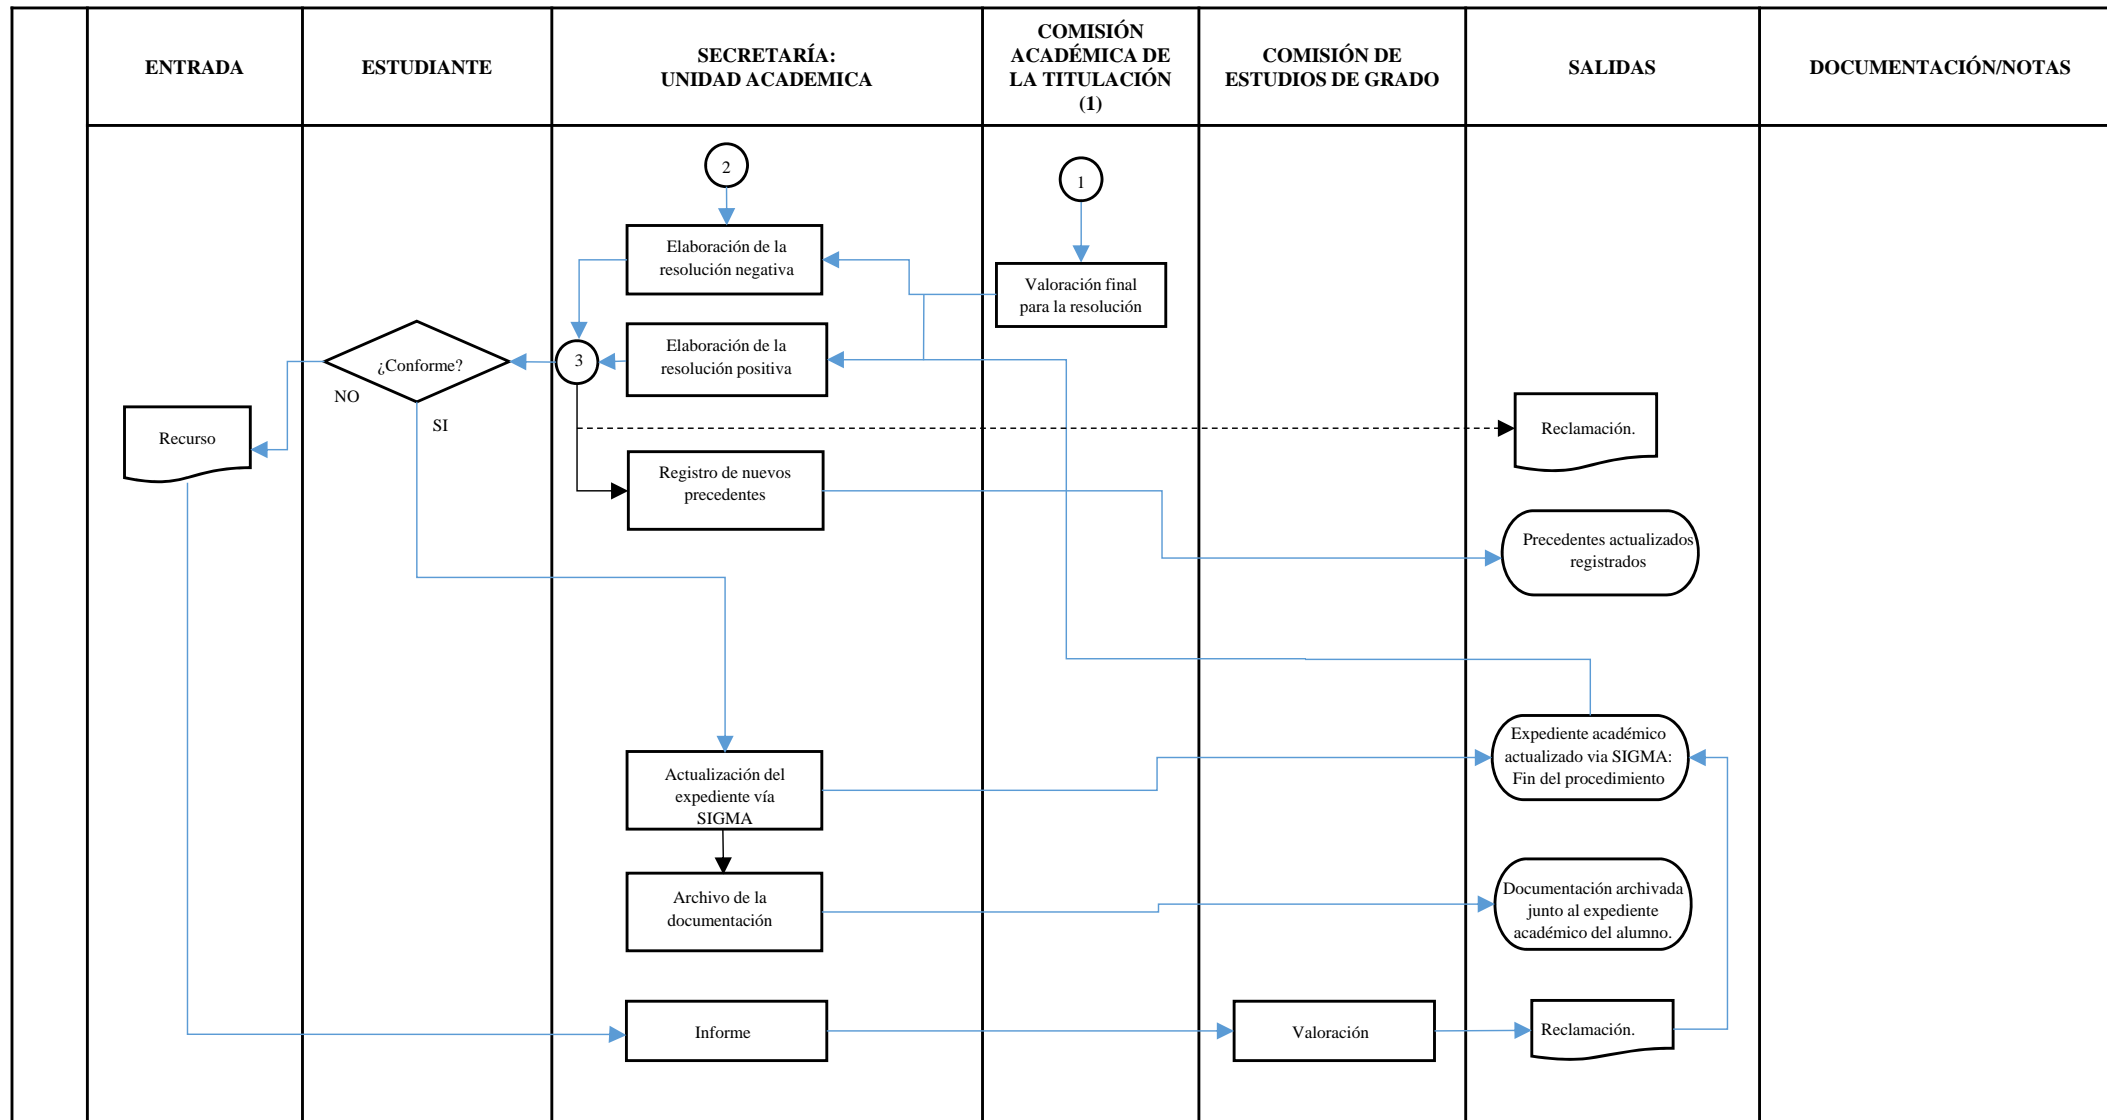 ENTRADA
ESTUDIANTE
SECRETARÍA:
UNIDAD ACADEMICA
COMISIÓN
ACADÉMICA DE
LA TITULACIÓN
(1)
COMISIÓN DE
ESTUDIOS DE GRADO
SALIDAS
DOCUMENTACIÓN/NOTAS
2
1
Elaboración de la
resolución negativa
Valoración final
para la resolución
Elaboración de la
resolución positiva
3
¿Conforme?
NO
SI
Recurso
Reclamación.
Registro de nuevos
precedentes
Precedentes actualizados
registrados
Expediente académico
actualizado via SIGMA:
Fin del procedimiento
Actualización del
expediente vía
SIGMA
Archivo de la
documentación
Documentación archivada
junto al expediente
académico del alumno.
Informe
Valoración
Reclamación.